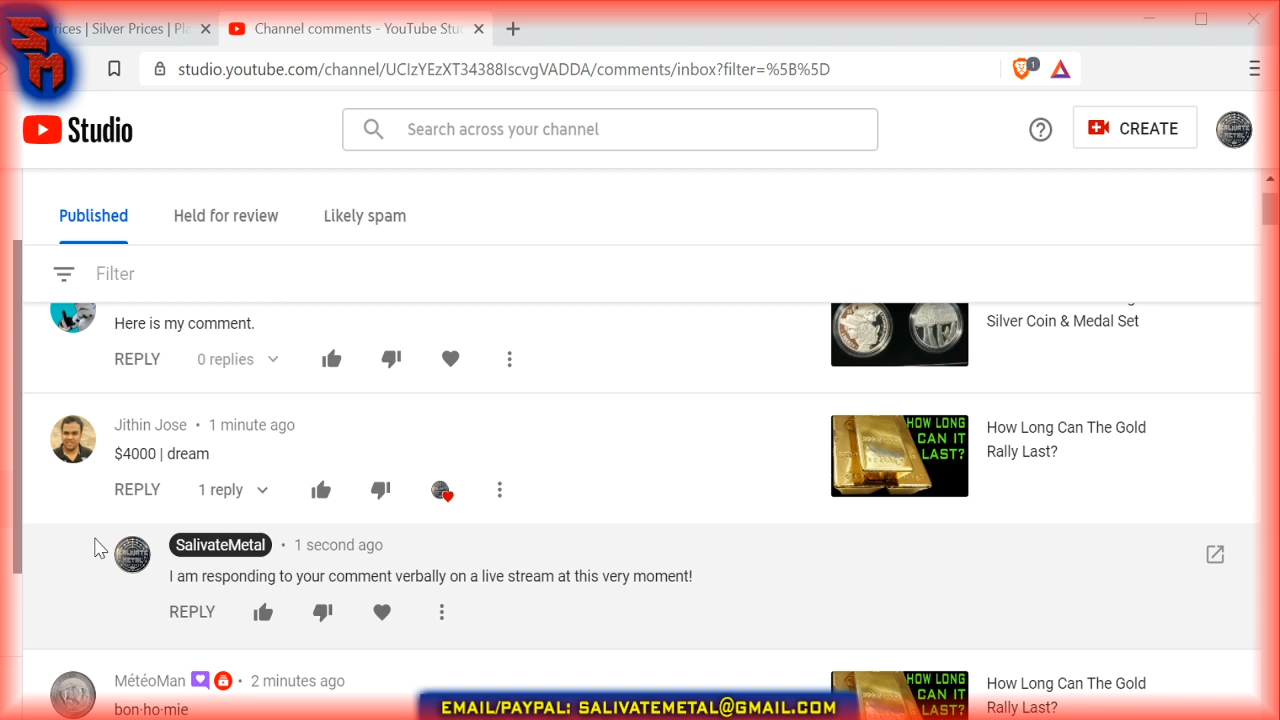 SM
rices | Silver Prices | Pla
Channel comments - YouTube Stu
studio.youtube.com/channel/UCIzYEzXT34388IscvgVADDA/comments/inbox?filter=%5B%5D
1
Studio
Search across your channel
CREATE
SALIVATE METAL
Published
Held for review
Likely spam
Filter
Here is my comment.
Silver Coin & Medal Set
REPLY
0 replies
Jithin Jose • 1 minute ago
HOW LONG
CAN IT
LAST?
How Long Can The Gold
Rally Last?
$4000 | dream
REPLY
1 reply
SalivateMetal • 1 second ago
I am responding to your comment verbally on a live stream at this very moment!
REPLY
MétéoMan • 2 minutes ago
bon·ho·mie
HOW LONG
CAN IT
How Long Can The Gold
Rally Last?
EMAIL/PAYPAL: SALIVATEMETAL@GMAIL.COM